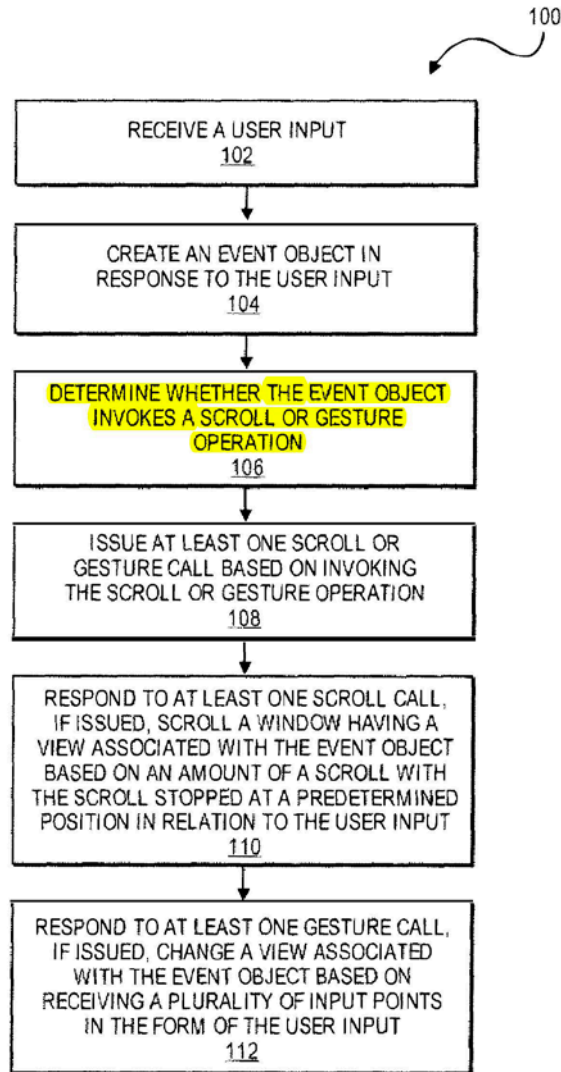 100
RECEIVE A USER INPUT
102
CREATE AN EVENT OBJECT IN
RESPONSE TO THE USER INPUT
104
DETERMINE WHETHER THE EVENT OBJECT
INVOKES A SCROLL OR GESTURE
OPERATION
106
ISSUE AT LEAST ONE SCROLL OR
GESTURE CALL BASED ON INVOKING
THE SCROLL OR GESTURE OPERATION
108
RESPOND TO AT LEAST ONE SCROLL CALL,
IF ISSUED, SCROLL A WINDOW HAVING A
VIEW ASSOCIATED WITH THE EVENT OBJECT
BASED ON AN AMOUNT OF A SCROLL WITH
THE SCROLL STOPPED AT A PREDETERMINED
POSITION IN RELATION TO THE USER INPUT
110
RESPOND TO AT LEAST ONE GESTURE CALL,
IF ISSUED, CHANGE A VIEW ASSOCIATED
WITH THE EVENT OBJECT BASED ON
RECEIVING A PLURALITY OF INPUT POINTS
IN THE FORM OF THE USER INPUT
112